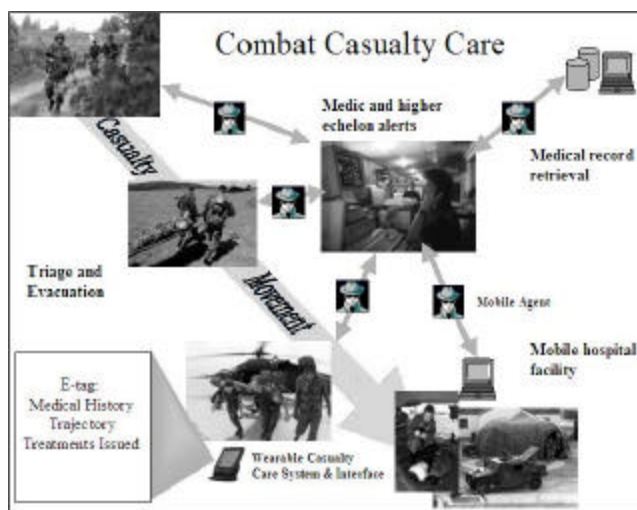 Combat Casualty Care
Medic and higher
echelon alerts
Medical record
retrieval
Casualty
Movement
Triage and
Evacuation
Mobile Agent
Mobile hospital
facility
E-tag:
Medical History
Trajectory
Treatments Issued
Wearable Casualty
Care System & Interface